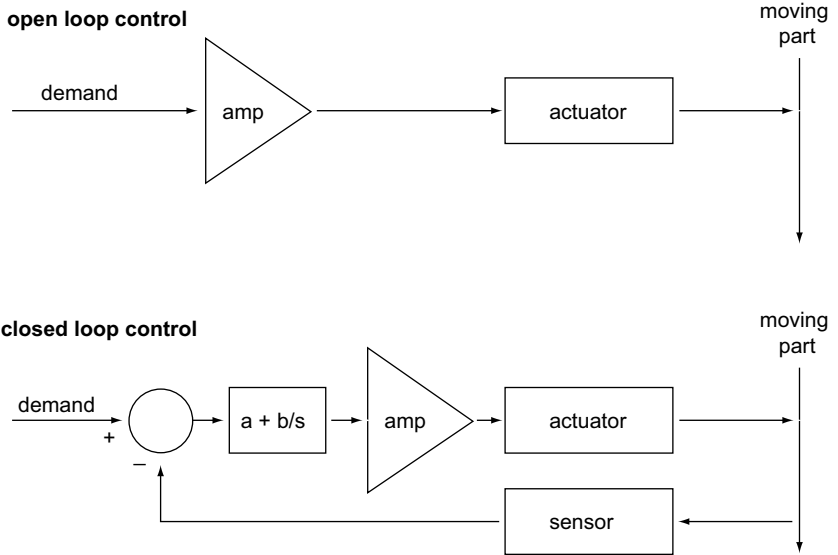 open loop control
moving
part
demand
amp
actuator
closed loop control
moving
part
demand
+
−
a + b/s
amp
actuator
sensor